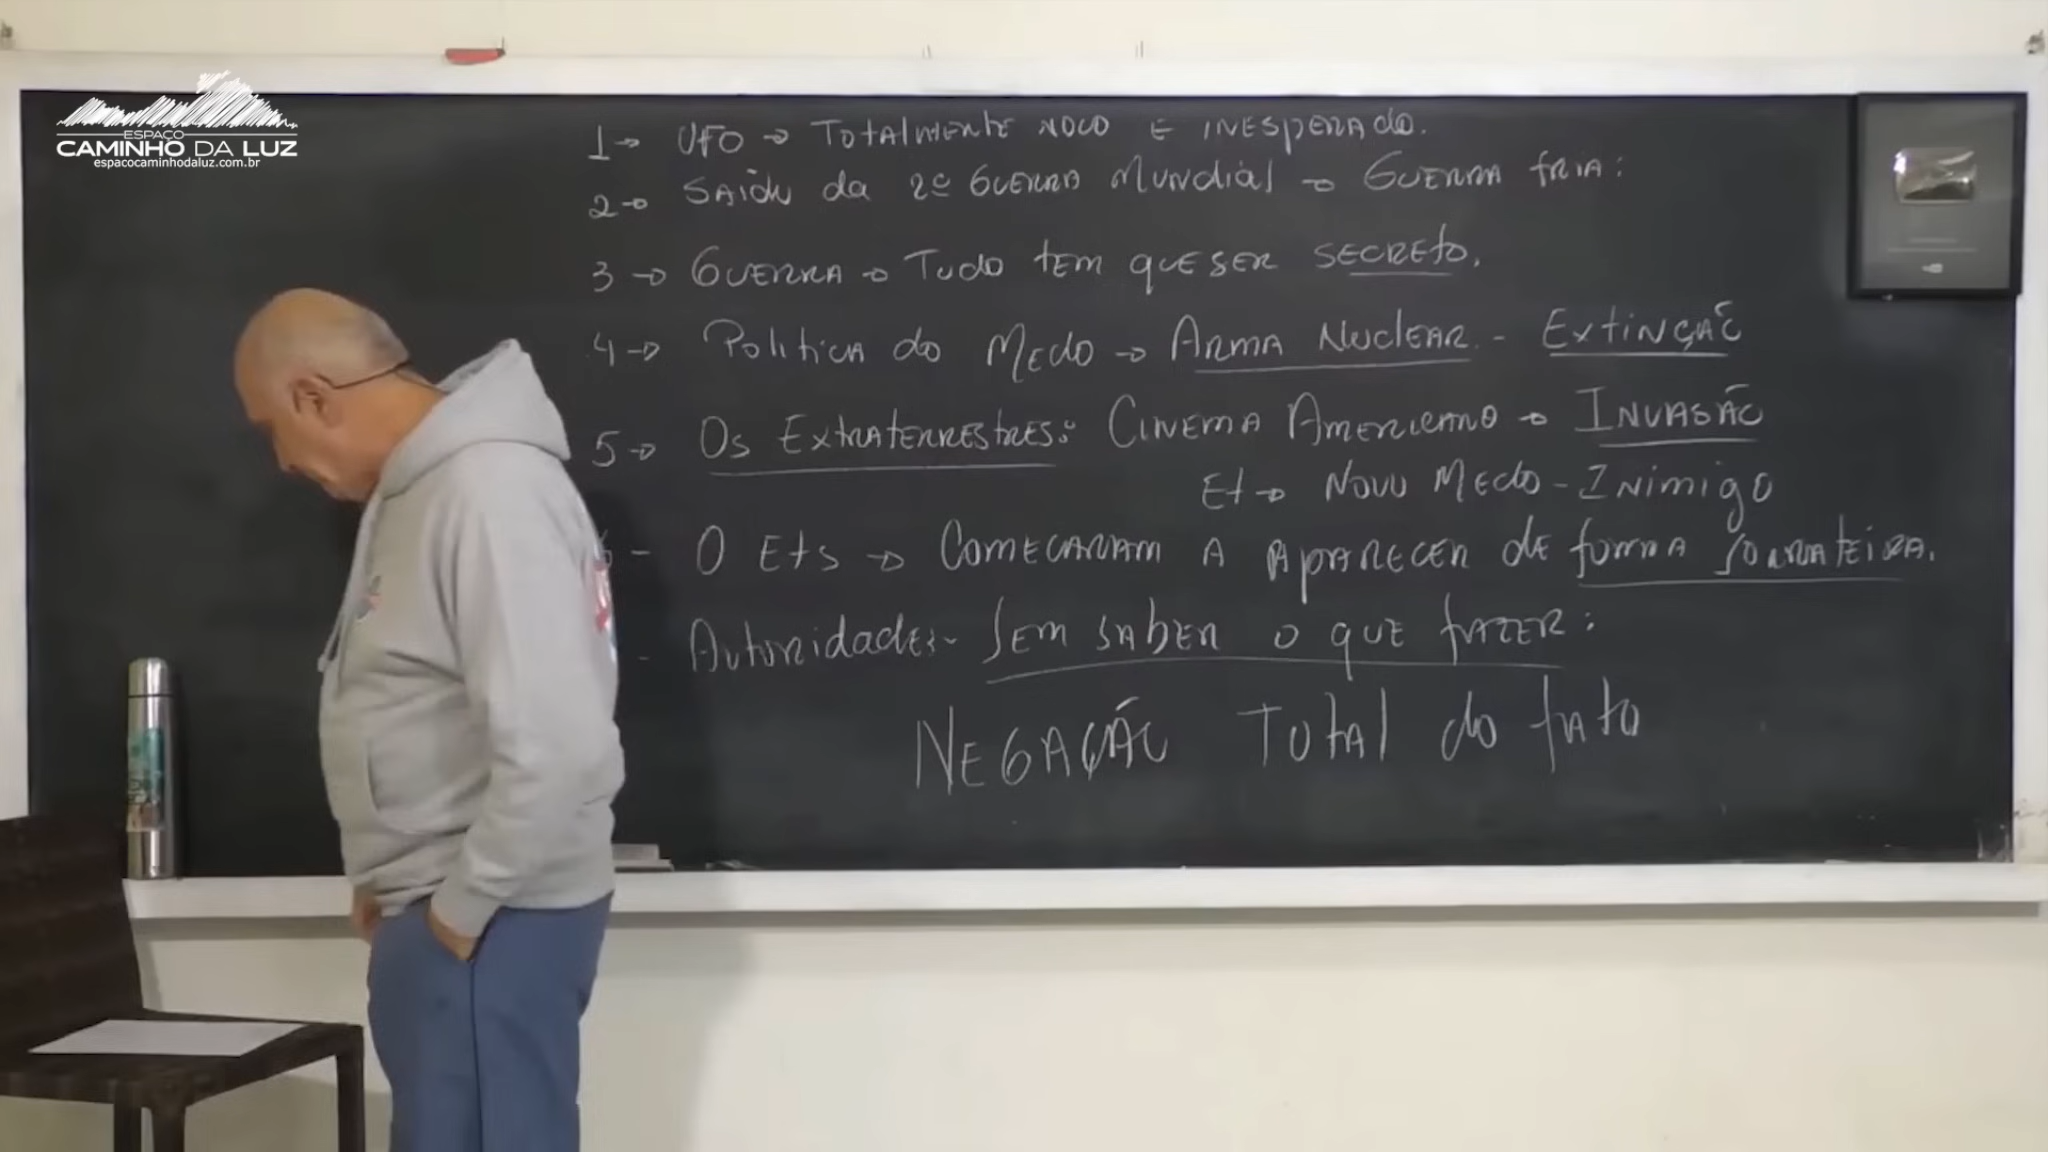 ESPAÇO
CAMINHO DA LUZ
espacocaminhodaluz.com.br
1→ UFO → Totalmente novo e inesperado.
2→ Saída da 2ª Guerra Mundial → Guerra fria:
3→ Guerra → Tudo tem que ser secreto.
4→ Politica do Medo → Arma Nuclear - Extinção
5→ Os Extraterrestres: Cinema Americano → Invasão
Et→ Novo Medo - Inimigo
6- O Ets → Comecaram a aparecer de forma sorrateira.
- Autoridades- Sem saber o que fazer:
Negação Total do fato